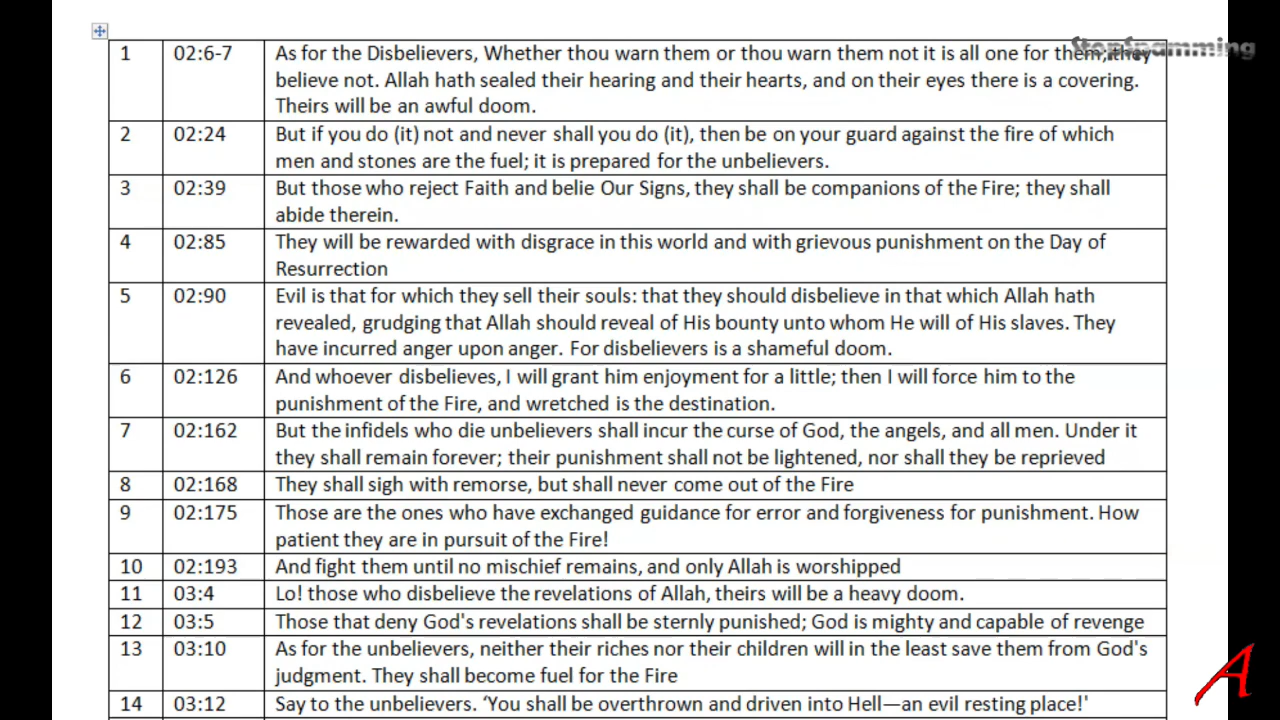 StopSpamming
1 02:6-7 As for the Disbelievers, Whether thou warn them or thou warn them not it is all one for them; they
believe not. Allah hath sealed their hearing and their hearts, and on their eyes there is a covering.
Theirs will be an awful doom.
2 02:24 But if you do (it) not and never shall you do (it), then be on your guard against the fire of which
men and stones are the fuel; it is prepared for the unbelievers.
3 02:39 But those who reject Faith and belie Our Signs, they shall be companions of the Fire; they shall
abide therein.
4 02:85 They will be rewarded with disgrace in this world and with grievous punishment on the Day of
Resurrection
5 02:90 Evil is that for which they sell their souls: that they should disbelieve in that which Allah hath
revealed, grudging that Allah should reveal of His bounty unto whom He will of His slaves. They
have incurred anger upon anger. For disbelievers is a shameful doom.
6 02:126 And whoever disbelieves, I will grant him enjoyment for a little; then I will force him to the
punishment of the Fire, and wretched is the destination.
7 02:162 But the infidels who die unbelievers shall incur the curse of God, the angels, and all men. Under it
they shall remain forever; their punishment shall not be lightened, nor shall they be reprieved
8 02:168 They shall sigh with remorse, but shall never come out of the Fire
9 02:175 Those are the ones who have exchanged guidance for error and forgiveness for punishment. How
patient they are in pursuit of the Fire!
10 02:193 And fight them until no mischief remains, and only Allah is worshipped
11 03:4 Lo! those who disbelieve the revelations of Allah, theirs will be a heavy doom.
12 03:5 Those that deny God's revelations shall be sternly punished; God is mighty and capable of revenge
13 03:10 As for the unbelievers, neither their riches nor their children will in the least save them from God's
judgment. They shall become fuel for the Fire
14 03:12 Say to the unbelievers. ‘You shall be overthrown and driven into Hell—an evil resting place!'
A